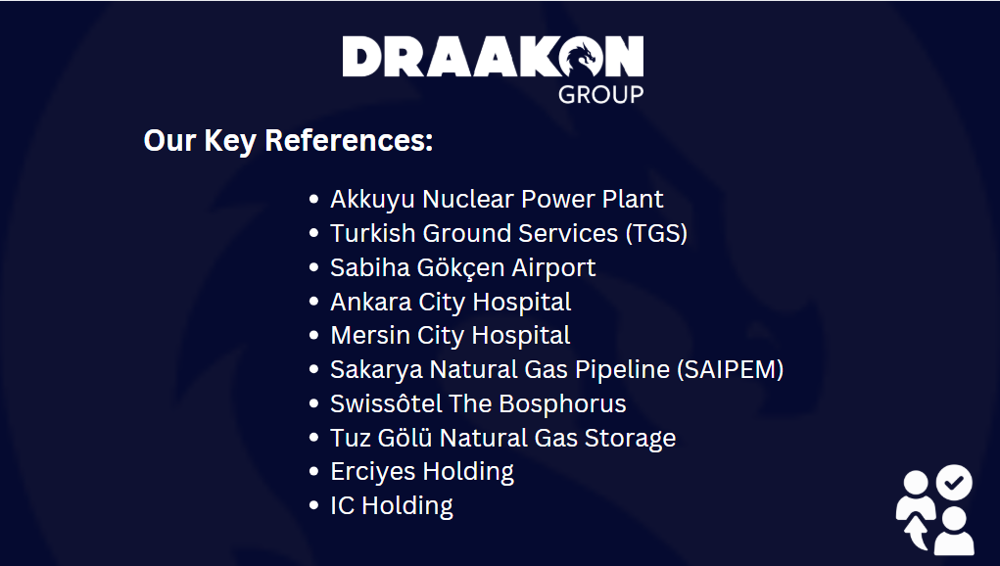 DRAAKON
GROUP
Our Key References:
• Akkuyu Nuclear Power Plant
• Turkish Ground Services (TGS)
• Sabiha Gökçen Airport
• Ankara City Hospital
• Mersin City Hospital
• Sakarya Natural Gas Pipeline (SAIPEM)
• Swissôtel The Bosphorus
• Tuz Gölü Natural Gas Storage
• Erciyes Holding
• IC Holding